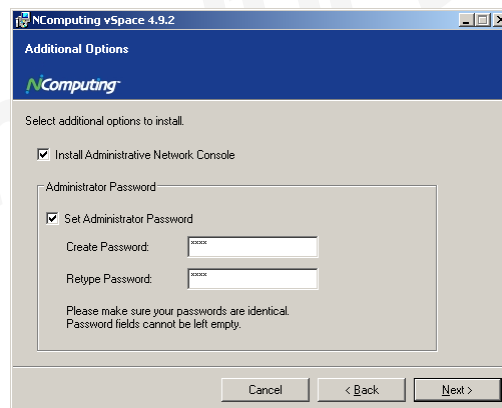 NComputing vSpace 4.9.2
Additional Options
NComputing
Select additional options to install.
Install Administrative Network Console
Administrator Password
Set Administrator Password
Create Password: ××××
Retype Password: ××××
Please make sure your passwords are identical.
Password fields cannot be left empty.
Cancel < Back Next >